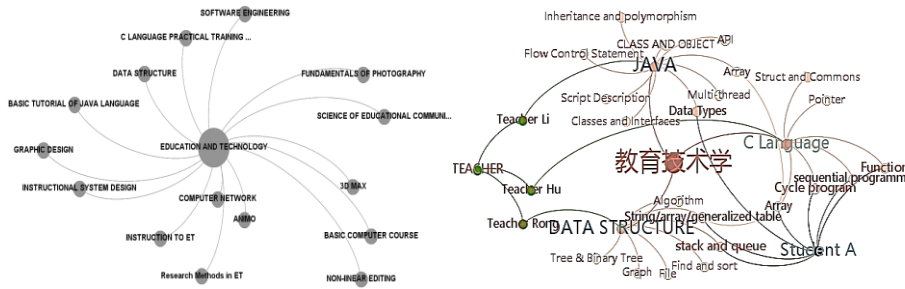 SOFTWARE ENGINEERING
C LANGUAGE PRACTICAL TRAINING ...
DATA STRUCTURE
FUNDAMENTALS OF PHOTOGRAPHY
BASIC TUTORIAL OF JAVA LANGUAGE
SCIENCE OF EDUCATIONAL COMMUNI...
GRAPHIC DESIGN
EDUCATION AND TECHNOLOGY
INSTRUCTIONAL SYSTEM DESIGN
3D MAX
COMPUTER NETWORK
ANIMO
INSTRUCTION TO ET
BASIC COMPUTER COURSE
Research Methods in ET
NON-lINEAR EDITING
Inheritance and polymorphism
CLASS AND OBJECT
API
Flow Control Statement
JAVA
Array
Struct and Commons
Script Description
Multi-thread
Pointer
Data Types
Teacher Li
Classes and Interfaces
C Language
教育技术学
TEACHER
Function
sequential programm
Teacher Hu
Cycle program
Algorithm
Array
String/array/generalized table
Teacher Rong
DATA STRUCTURE
stack and queue
Student A
Tree & Binary Tree
Find and sort
Graph
File